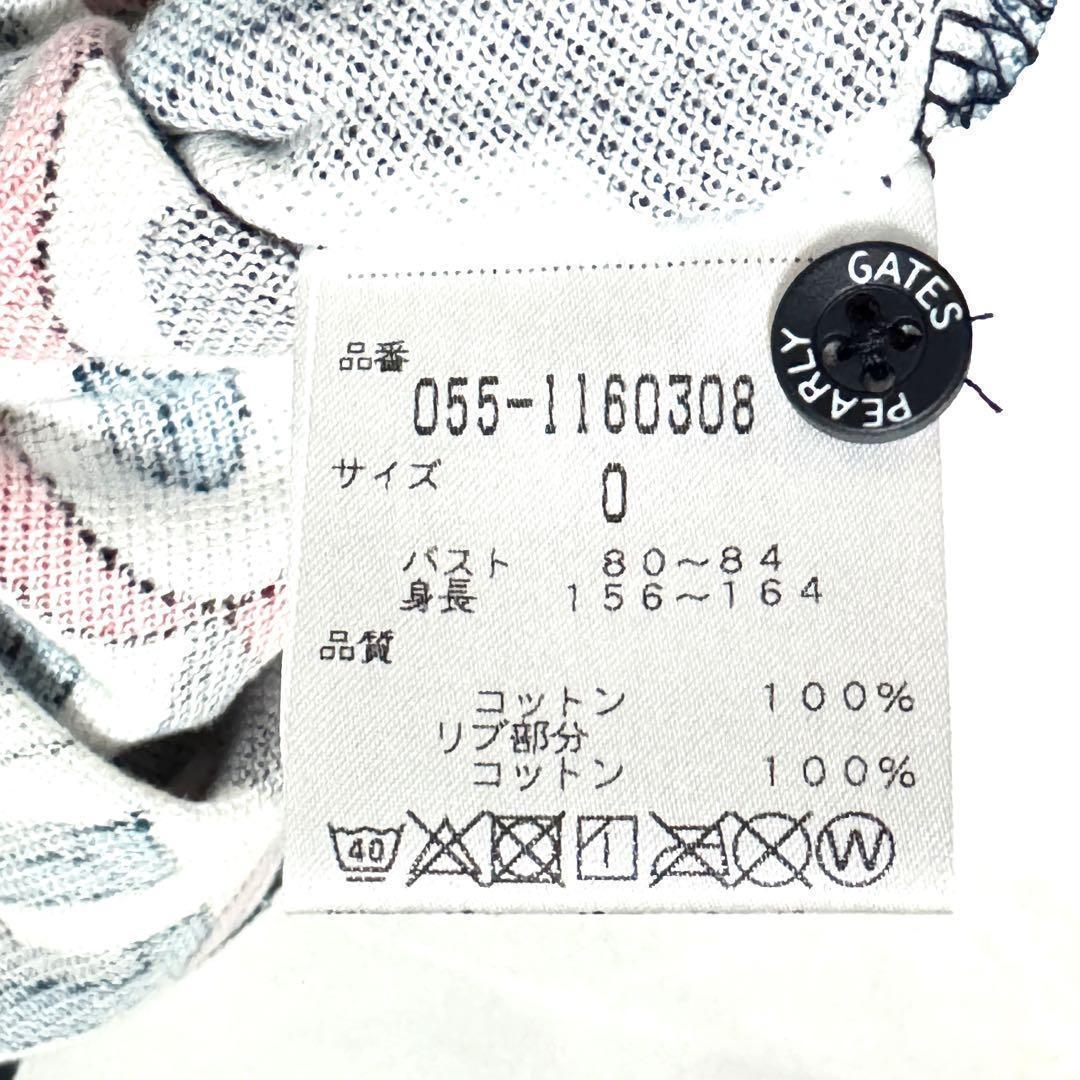 PEARLY GATES
品番
055-1160308
サイズ 0
バスト 80～84
身長 156～164
品質
コットン 100%
リブ部分
コットン 100%
40 W